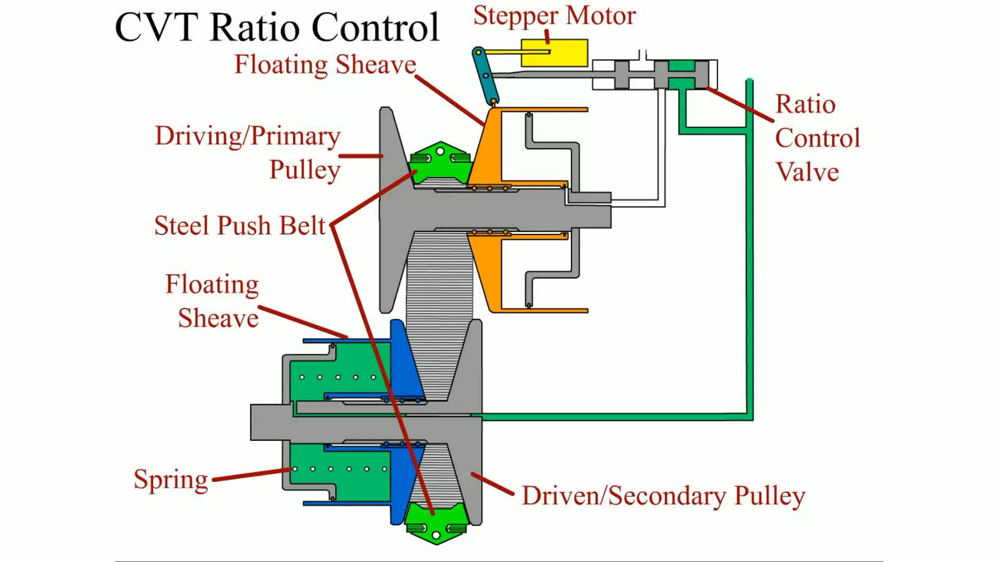 CVT Ratio Control
Stepper Motor
Floating Sheave
Ratio
Control
Valve
Driving/Primary
Pulley
Steel Push Belt
Floating
Sheave
Spring
Driven/Secondary Pulley